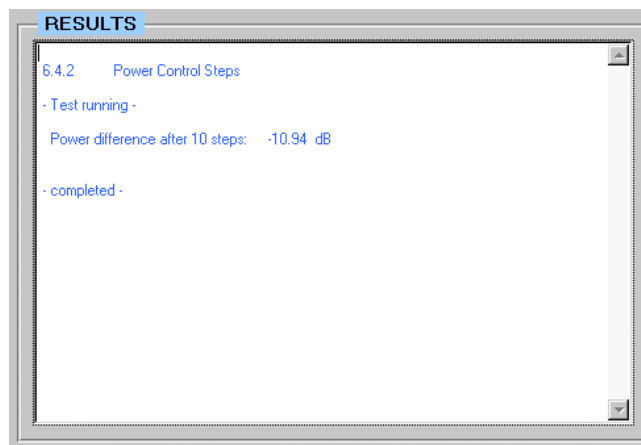 RESULTS
6.4.2 Power Control Steps
- Test running -
Power difference after 10 steps: -10.94 dB
- completed -